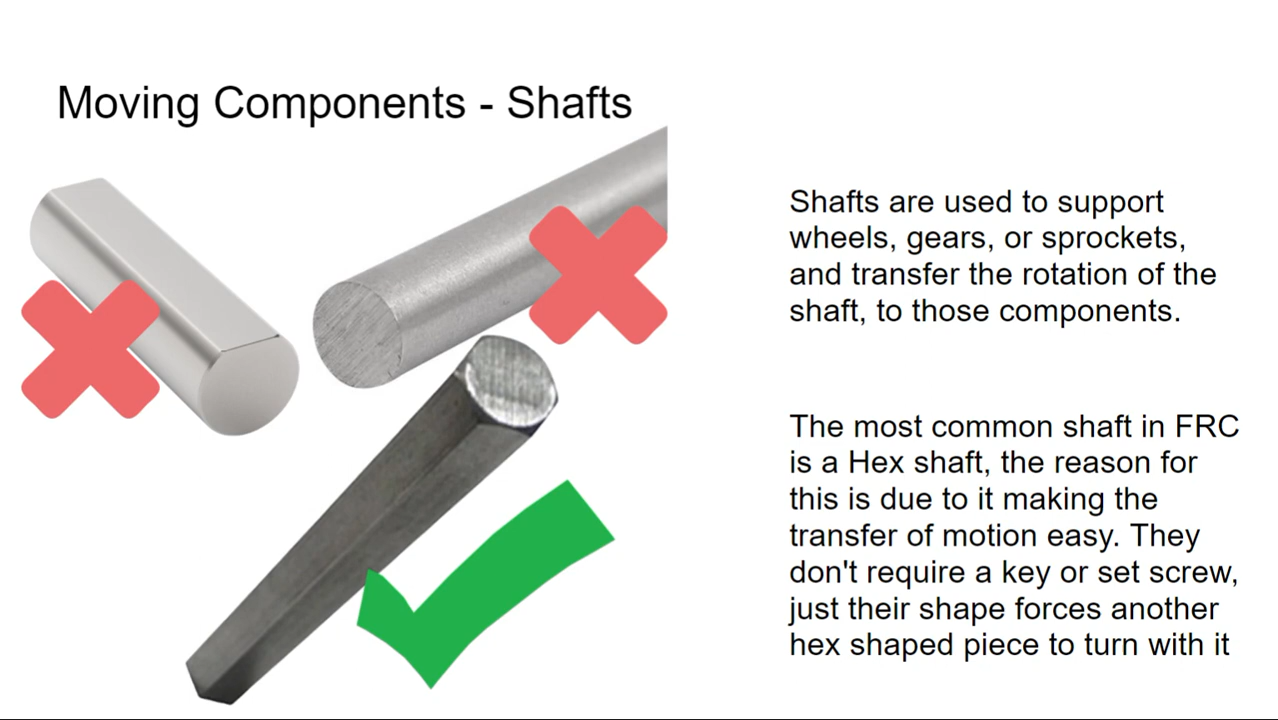 Moving Components - Shafts
Shafts are used to support
wheels, gears, or sprockets,
and transfer the rotation of the
shaft, to those components.
The most common shaft in FRC
is a Hex shaft, the reason for
this is due to it making the
transfer of motion easy. They
don't require a key or set screw,
just their shape forces another
hex shaped piece to turn with it